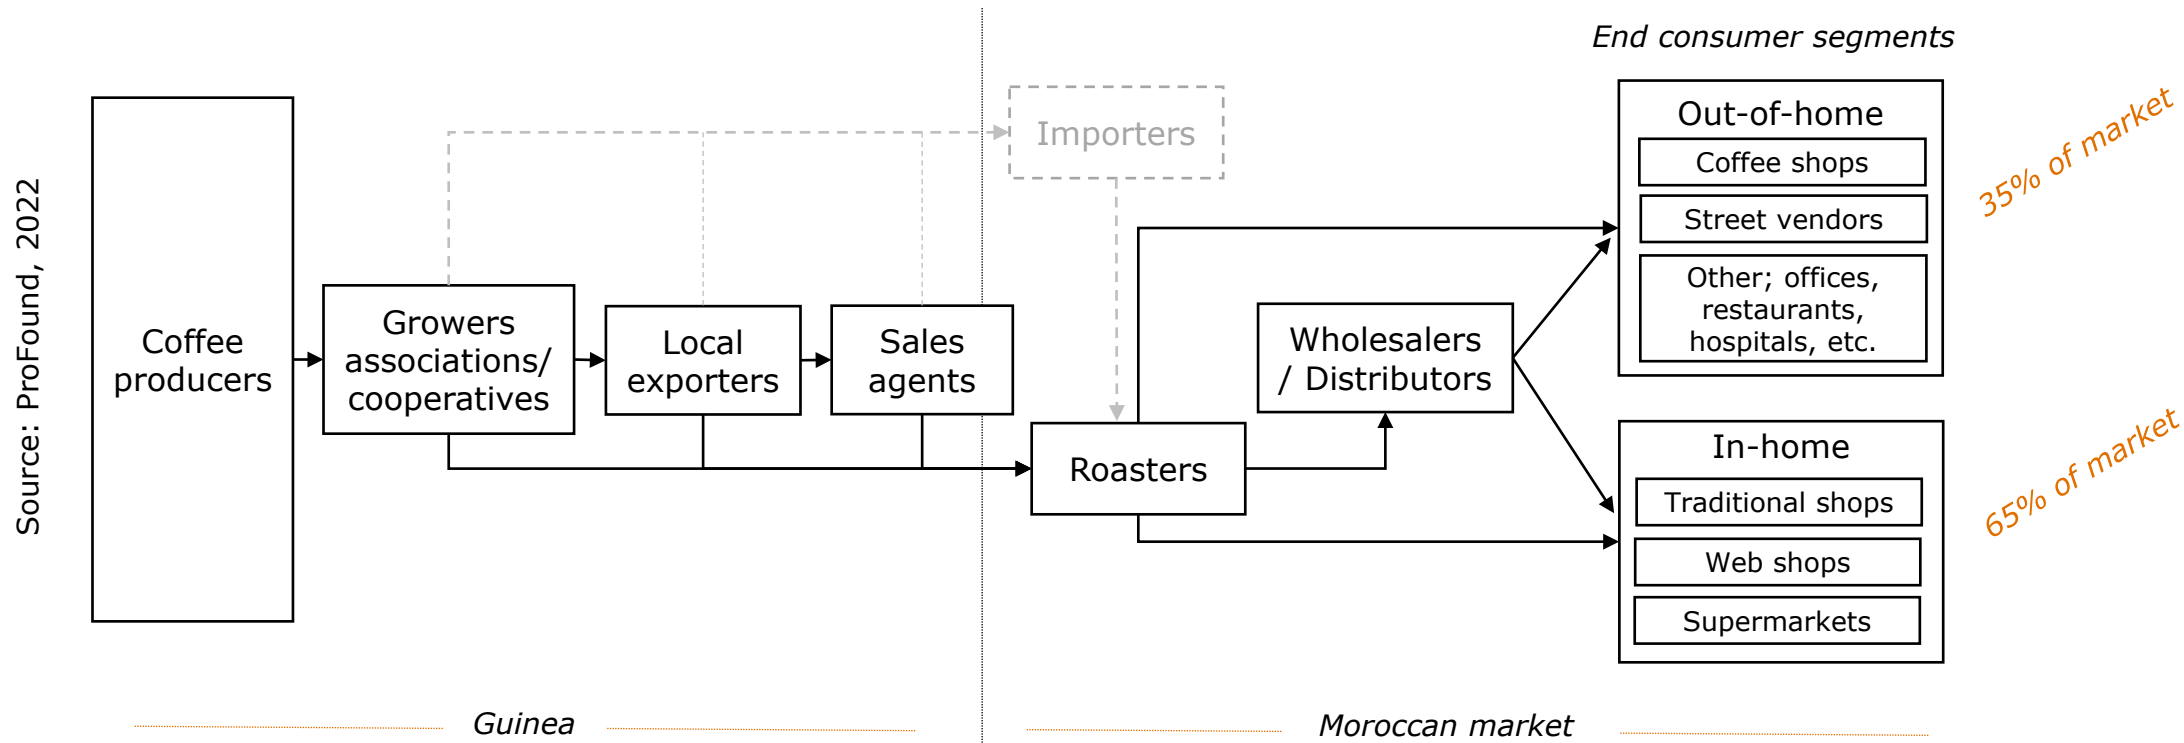 Source: ProFound, 2022
Coffee
producers
Growers
associations/
cooperatives
Local
exporters
Sales
agents
Importers
Roasters
Wholesalers
/ Distributors
End consumer segments
Out-of-home
Coffee shops
Street vendors
Other; offices,
restaurants,
hospitals, etc.
35% of market
In-home
Traditional shops
Web shops
Supermarkets
65% of market
Guinea
Moroccan market